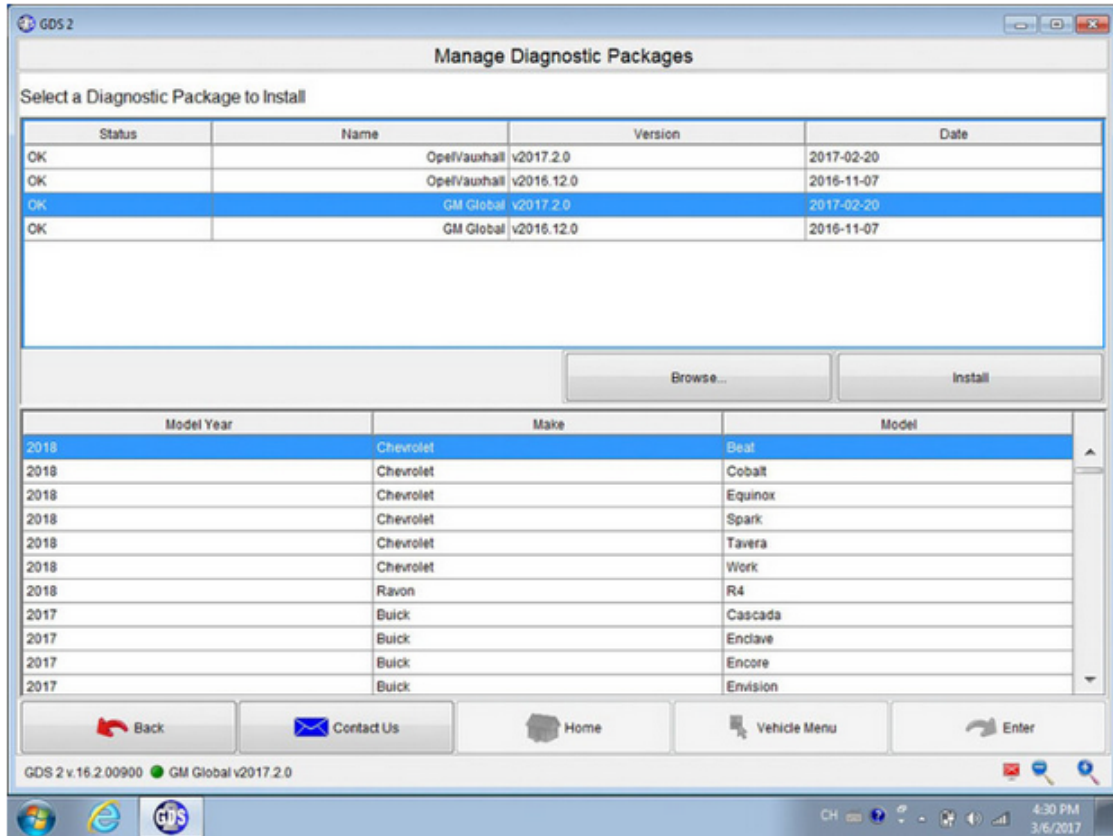 GDS 2
Manage Diagnostic Packages
Select a Diagnostic Package to Install
Status Name Version Date
OK OpelVauxhall v2017.2.0 2017-02-20
OK OpelVauxhall v2016.12.0 2016-11-07
OK GM Global v2017.2.0 2017-02-20
OK GM Global v2016.12.0 2016-11-07
Browse... Install
Model Year Make Model
2018 Chevrolet Beat
2018 Chevrolet Cobalt
2018 Chevrolet Equinox
2018 Chevrolet Spark
2018 Chevrolet Tavera
2018 Chevrolet Work
2018 Ravon R4
2017 Buick Cascada
2017 Buick Enclave
2017 Buick Encore
2017 Buick Envision
Back Contact Us Home Vehicle Menu Enter
GDS 2 v.16.2.00900 GM Global v2017.2.0
GDS CH 4:30 PM
3/6/2017